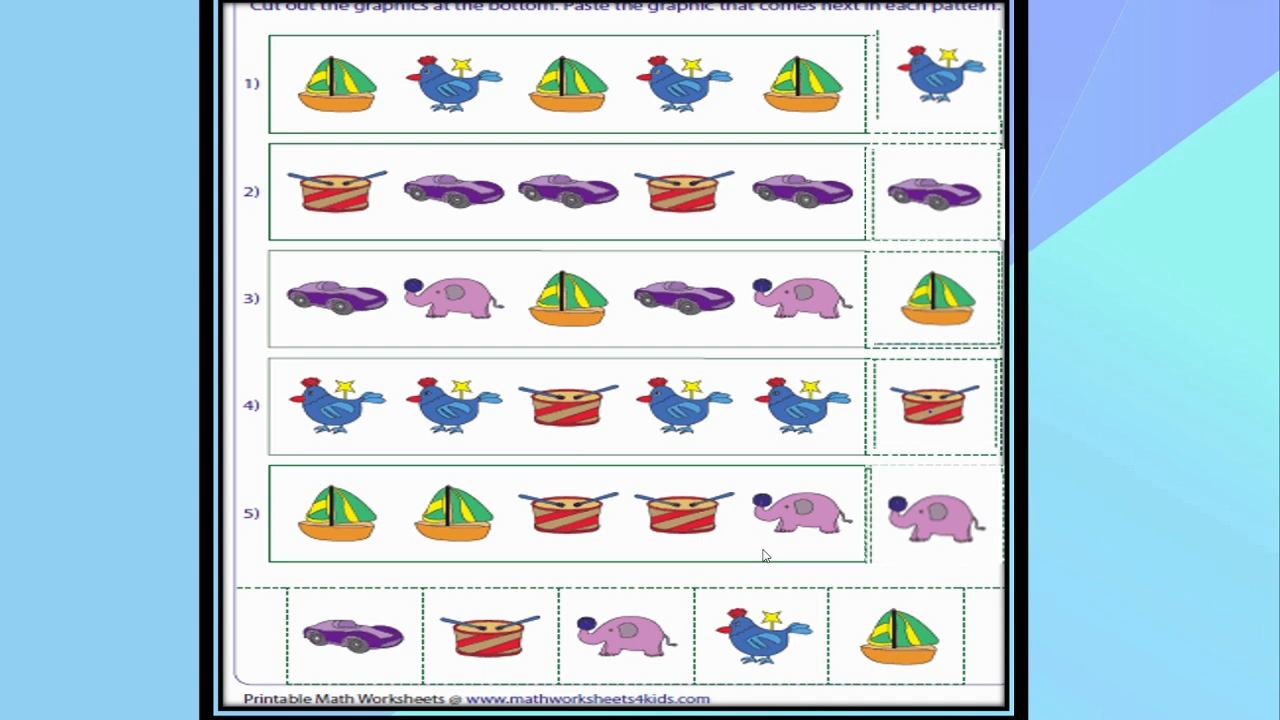 Cut out the graphics at the bottom. Paste the graphic that comes next in each pattern.
1)
2)
3)
4)
5)
Printable Math Worksheets @ www.mathworksheets4kids.com